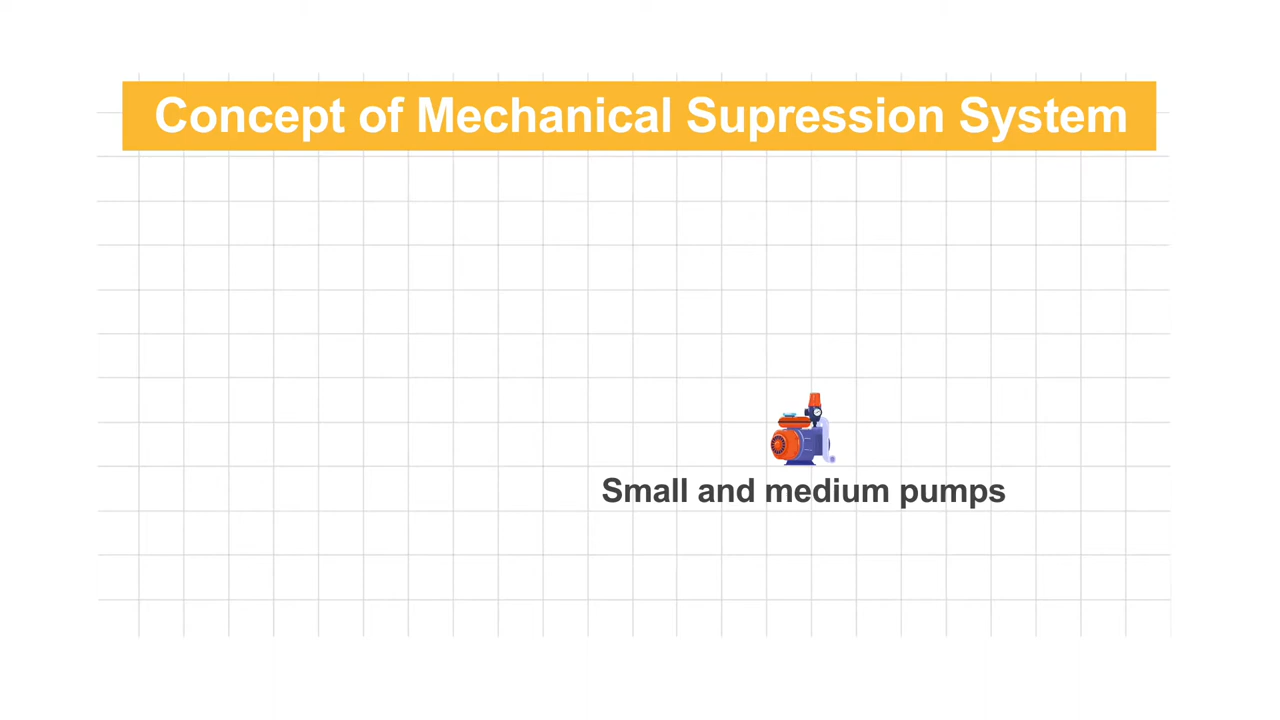 Concept of Mechanical Supression System
Small and medium pumps